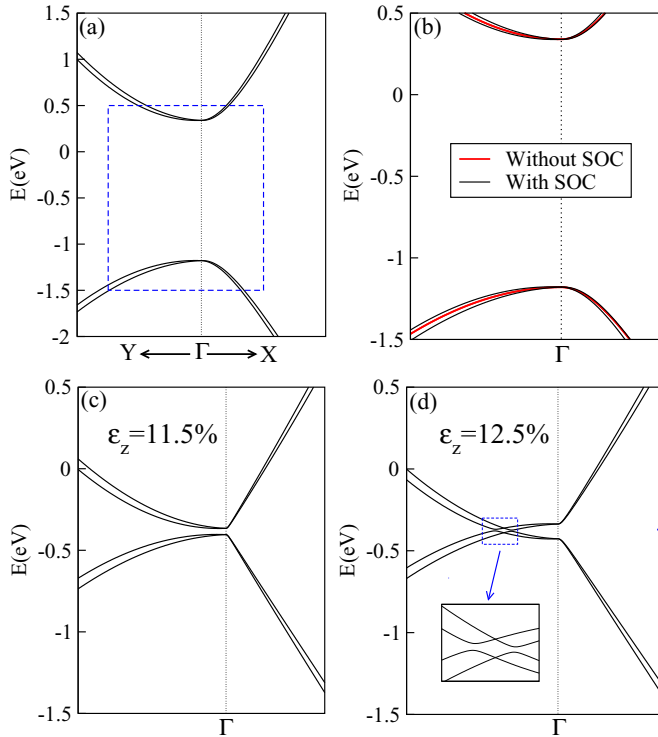 (a)
1.5
1
0.5
0
-0.5
-1
-1.5
-2
E(eV)
Y Γ X
(b)
0.5
0
-0.5
-1
-1.5
E(eV)
Without SOC
With SOC
Γ
(c)
εz=11.5%
0.5
0
-0.5
-1
-1.5
E(eV)
Γ
(d)
εz=12.5%
0.5
0
-0.5
-1
-1.5
E(eV)
Γ